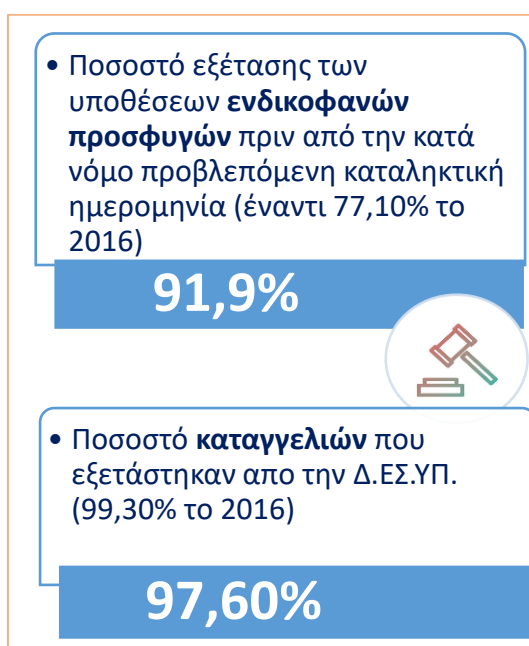 • Ποσοστό εξέτασης των
υποθέσεων ενδικοφανών
προσφυγών πριν από την κατά
νόμο προβλεπόμενη καταληκτική
ημερομηνία (έναντι 77,10% το
2016)
91,9%
• Ποσοστό καταγγελιών που
εξετάστηκαν απο την Δ.ΕΣ.ΥΠ.
(99,30% το 2016)
97,60%